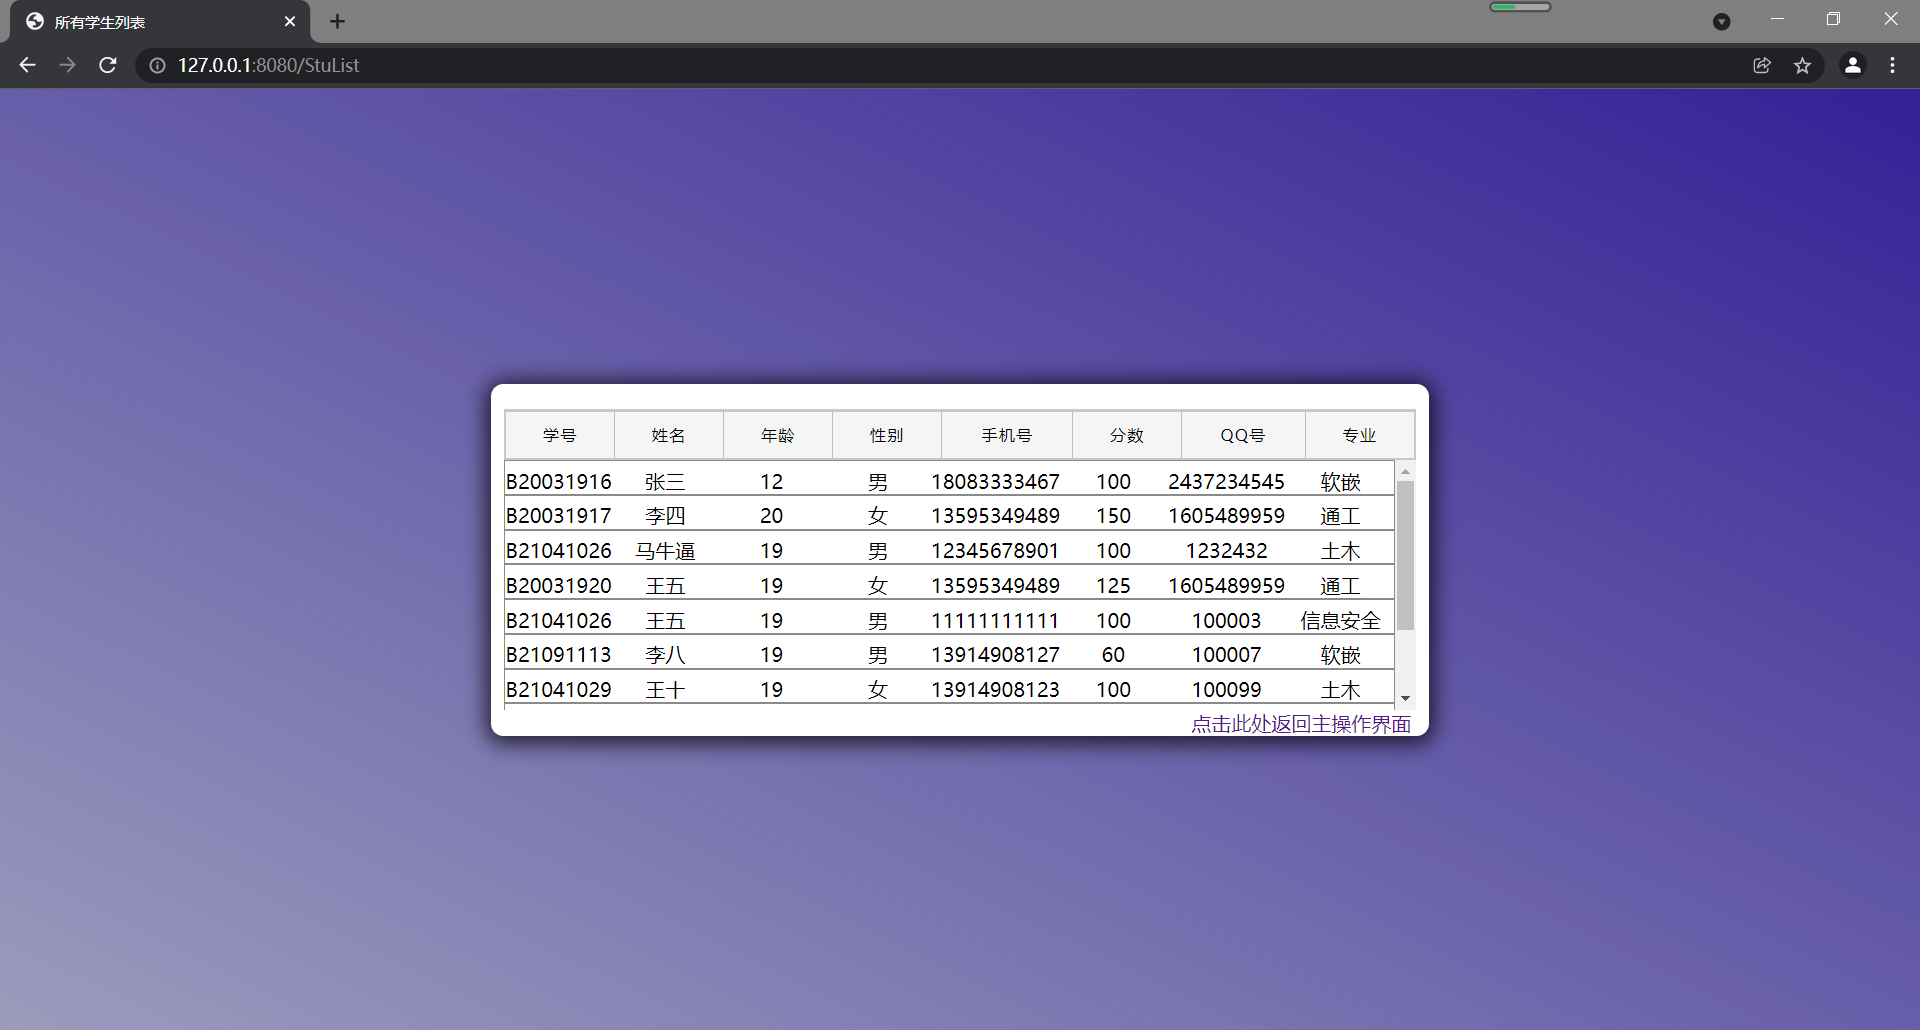 所有学生列表
127.0.0.1:8080/StuList
学号 姓名 年龄 性别 手机号 分数 QQ号 专业
B20031916 张三 12 男 18083333467 100 2437234545 软嵌
B20031917 李四 20 女 13595349489 150 1605489959 通工
B21041026 马牛逼 19 男 12345678901 100 1232432 土木
B20031920 王五 19 女 13595349489 125 1605489959 通工
B21041026 王五 19 男 11111111111 100 100003 信息安全
B21091113 李八 19 男 13914908127 60 100007 软嵌
B21041029 王十 19 女 13914908123 100 100099 土木
点击此处返回主操作界面